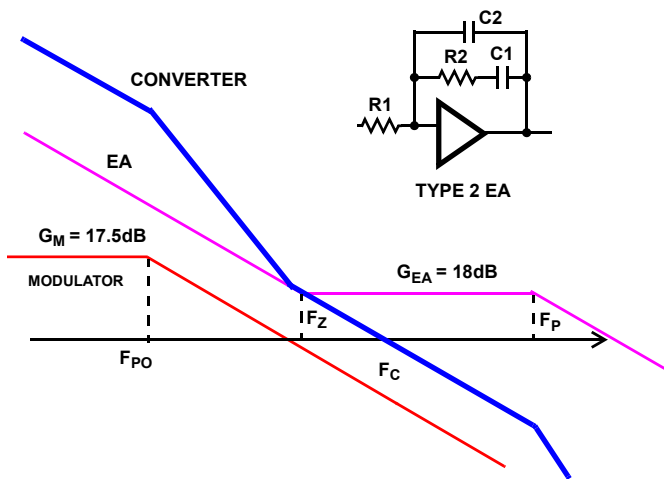 C2
R2
C1
R1
TYPE 2 EA
CONVERTER
EA
G_M = 17.5dB
MODULATOR
G_EA = 18dB
F_Z
F_P
F_PO
F_C